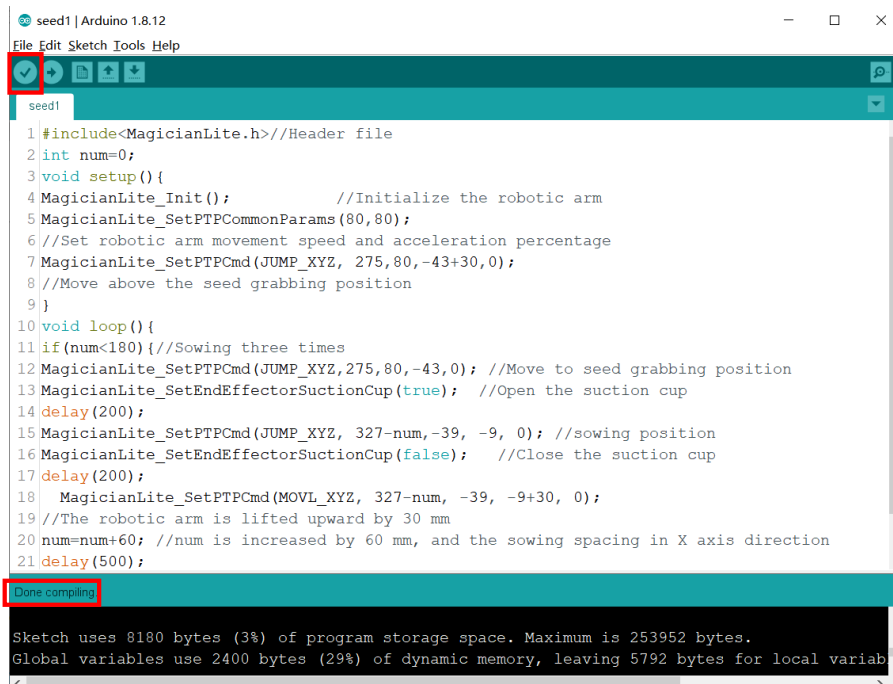 seed1 | Arduino 1.8.12
File Edit Sketch Tools Help
seed1
1 #include<MagicianLite.h>//Header file
2 int num=0;
3 void setup(){
4 MagicianLite_Init();          //Initialize the robotic arm
5 MagicianLite_SetPTPCommonParams(80,80);
6 //Set robotic arm movement speed and acceleration percentage
7 MagicianLite_SetPTPCmd(JUMP_XYZ, 275,80,-43+30,0);
8 //Move above the seed grabbing position
9 }
10 void loop(){
11 if(num<180){//Sowing three times
12 MagicianLite_SetPTPCmd(JUMP_XYZ,275,80,-43,0); //Move to seed grabbing position
13 MagicianLite_SetEndEffectorSuctionCup(true);  //Open the suction cup
14 delay(200);
15 MagicianLite_SetPTPCmd(JUMP_XYZ, 327-num,-39, -9, 0); //sowing position
16 MagicianLite_SetEndEffectorSuctionCup(false);   //Close the suction cup
17 delay(200);
18   MagicianLite_SetPTPCmd(MOVL_XYZ, 327-num, -39, -9+30, 0);
19 //The robotic arm is lifted upward by 30 mm
20 num=num+60; //num is increased by 60 mm, and the sowing spacing in X axis direction
21 delay(500);
Done compiling.
Sketch uses 8180 bytes (3%) of program storage space. Maximum is 253952 bytes.
Global variables use 2400 bytes (29%) of dynamic memory, leaving 5792 bytes for local variab